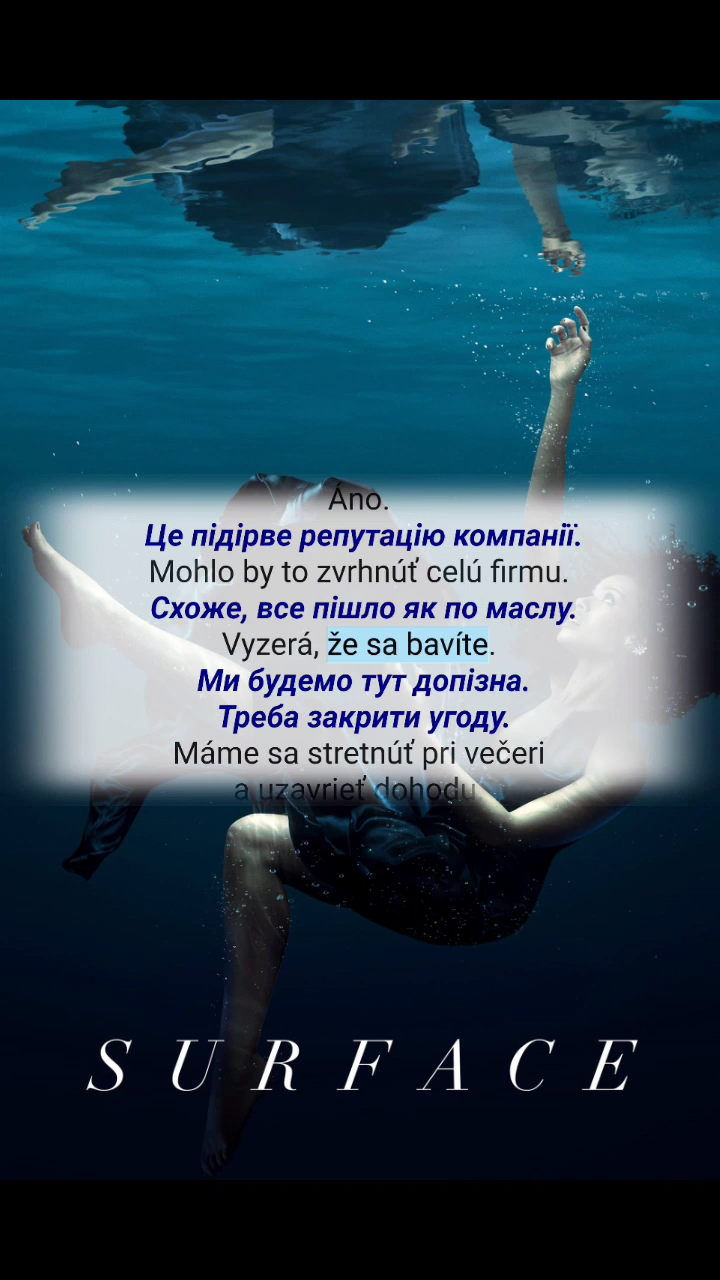 Áno.
Це підірве репутацію компанії.
Mohlo by to zvrhnúť celú firmu.
Схоже, все пішло як по маслу.
Vyzerá, že sa bavíte.
Ми будемо тут допізна.
Треба закрити угоду.
Máme sa stretnúť pri večeri
a uzavrieť dohodu
SURFACE